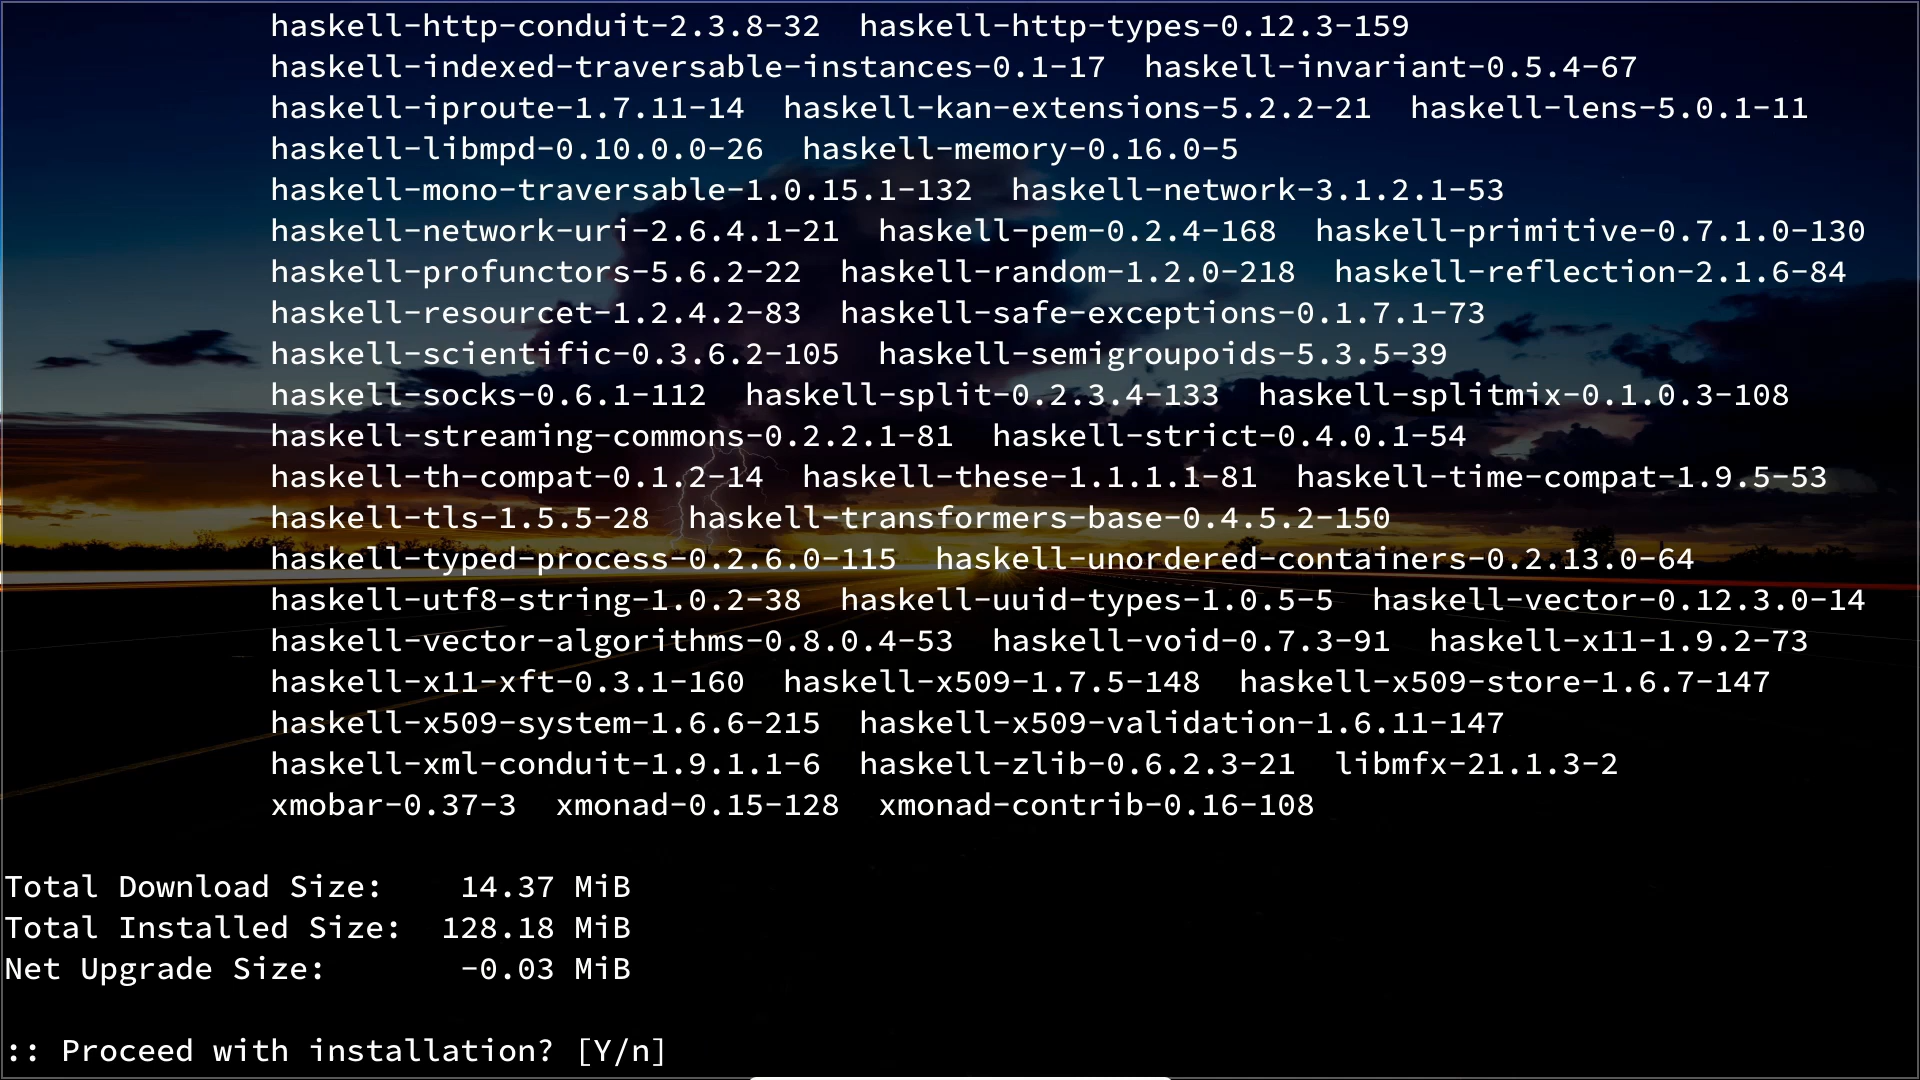 haskell-http-conduit-2.3.8-32  haskell-http-types-0.12.3-159
haskell-indexed-traversable-instances-0.1-17  haskell-invariant-0.5.4-67
haskell-iproute-1.7.11-14  haskell-kan-extensions-5.2.2-21  haskell-lens-5.0.1-11
haskell-libmpd-0.10.0.0-26  haskell-memory-0.16.0-5
haskell-mono-traversable-1.0.15.1-132  haskell-network-3.1.2.1-53
haskell-network-uri-2.6.4.1-21  haskell-pem-0.2.4-168  haskell-primitive-0.7.1.0-130
haskell-profunctors-5.6.2-22  haskell-random-1.2.0-218  haskell-reflection-2.1.6-84
haskell-resourcet-1.2.4.2-83  haskell-safe-exceptions-0.1.7.1-73
haskell-scientific-0.3.6.2-105  haskell-semigroupoids-5.3.5-39
haskell-socks-0.6.1-112  haskell-split-0.2.3.4-133  haskell-splitmix-0.1.0.3-108
haskell-streaming-commons-0.2.2.1-81  haskell-strict-0.4.0.1-54
haskell-th-compat-0.1.2-14  haskell-these-1.1.1.1-81  haskell-time-compat-1.9.5-53
haskell-tls-1.5.5-28  haskell-transformers-base-0.4.5.2-150
haskell-typed-process-0.2.6.0-115  haskell-unordered-containers-0.2.13.0-64
haskell-utf8-string-1.0.2-38  haskell-uuid-types-1.0.5-5  haskell-vector-0.12.3.0-14
haskell-vector-algorithms-0.8.0.4-53  haskell-void-0.7.3-91  haskell-x11-1.9.2-73
haskell-x11-xft-0.3.1-160  haskell-x509-1.7.5-148  haskell-x509-store-1.6.7-147
haskell-x509-system-1.6.6-215  haskell-x509-validation-1.6.11-147
haskell-xml-conduit-1.9.1.1-6  haskell-zlib-0.6.2.3-21  libmfx-21.1.3-2
xmobar-0.37-3  xmonad-0.15-128  xmonad-contrib-0.16-108
Total Download Size:    14.37 MiB
Total Installed Size:  128.18 MiB
Net Upgrade Size:       -0.03 MiB
:: Proceed with installation? [Y/n]